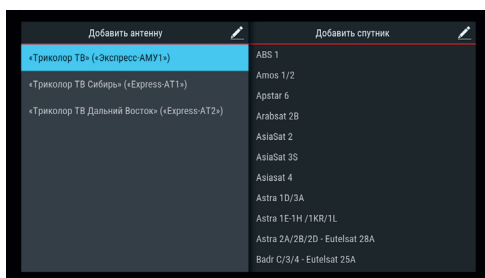 Добавить антенну
«Триколор ТВ» («Экспресс-АМУ1»)
«Триколор ТВ Сибирь» («Express-AT1»)
«Триколор ТВ Дальний Восток» («Express-AT2»)
Добавить спутник
ABS 1
Amos 1/2
Apstar 6
Arabsat 2B
AsiaSat 2
AsiaSat 3S
Asiasat 4
Astra 1D/3A
Astra 1E-1H /1KR/1L
Astra 2A/2B/2D - Eutelsat 28A
Badr C/3/4 - Eutelsat 25A